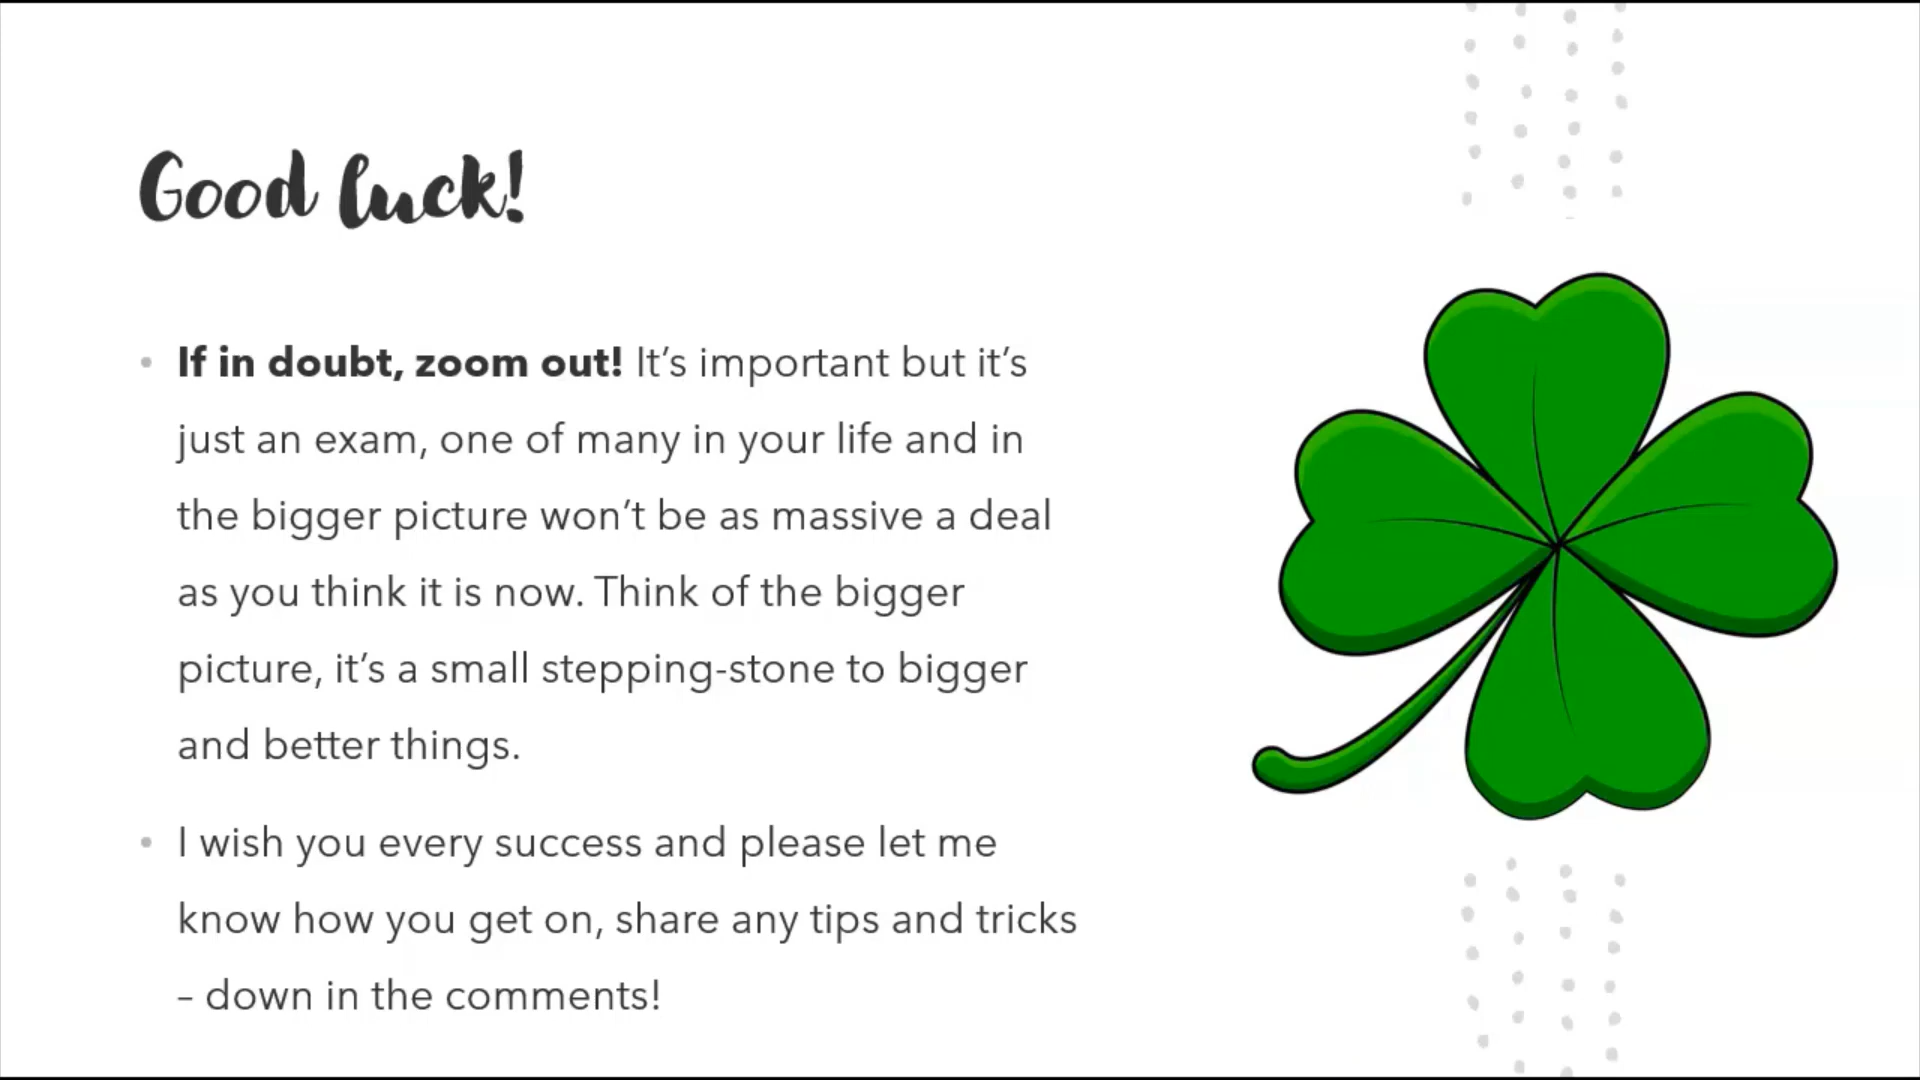 Good luck!
• If in doubt, zoom out! It’s important but it’s
just an exam, one of many in your life and in
the bigger picture won’t be as massive a deal
as you think it is now. Think of the bigger
picture, it’s a small stepping-stone to bigger
and better things.
• I wish you every success and please let me
know how you get on, share any tips and tricks
– down in the comments!